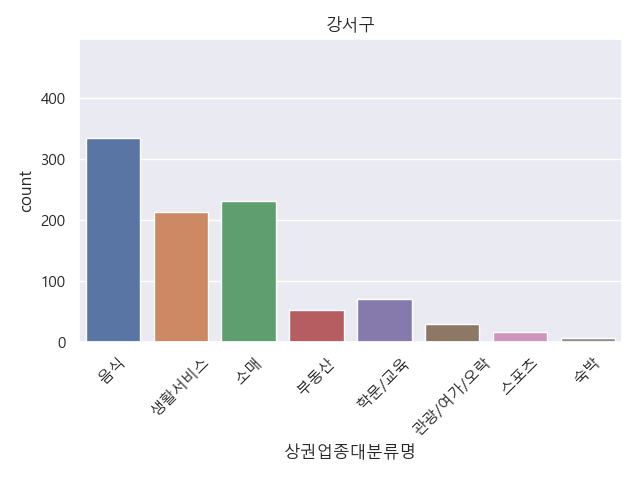 강서구
count
400
300
200
100
0
음식
생활서비스
소매
부동산
학문/교육
관광/여가/오락
스포츠
숙박
상권업종대분류명